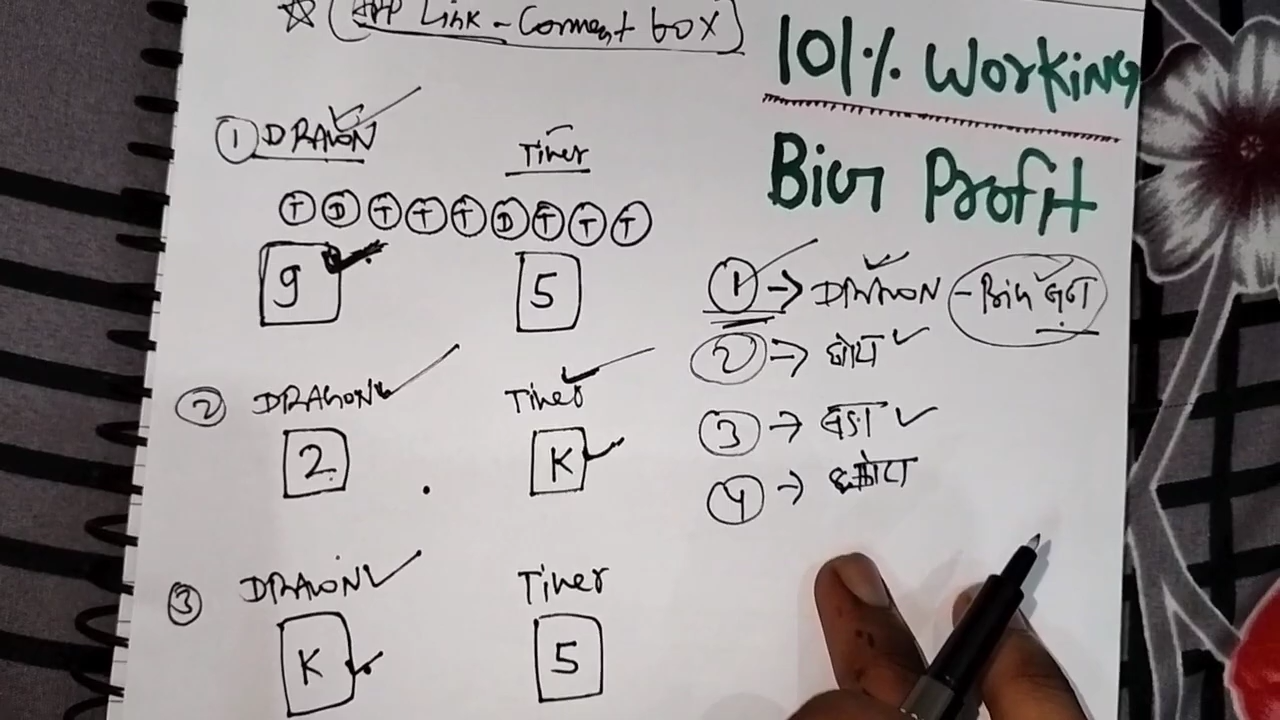 ☆ (App Link - Comment box)
101% Working
Big Profit
① DRAGON Tiger
T D T T T D T T T
9 5
① → DRAGON - Big
② →
③ → बड़ा
④ → छोटा
② DRAGON Tiger
2 K
③ DRAGON Tiger
K 5